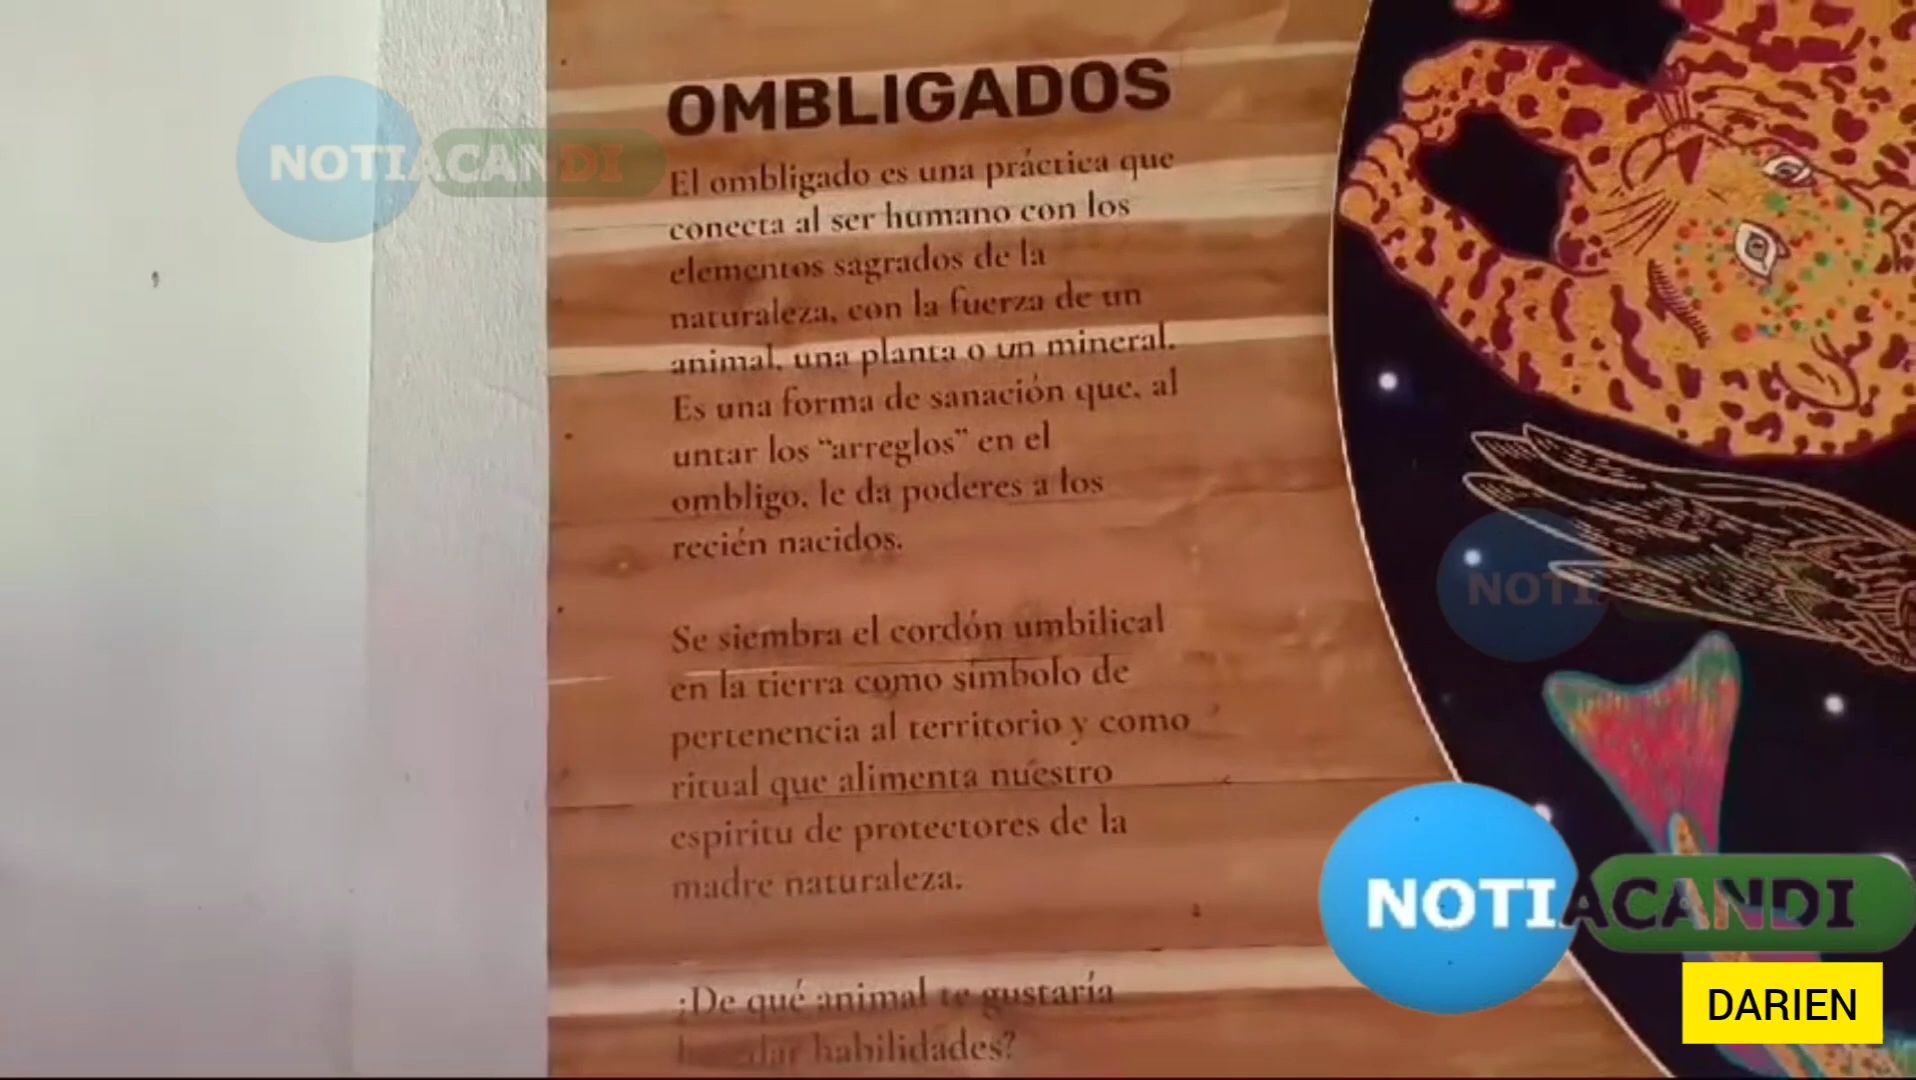 OMBLIGADOS
El ombligado es una práctica que
conecta al ser humano con los
elementos sagrados de la
naturaleza, con la fuerza de un
animal, una planta o un mineral.
Es una forma de sanación que, al
untar los “arreglos” en el
ombligo, le da poderes a los
recién nacidos.
Se siembra el cordón umbilical
en la tierra como símbolo de
pertenencia al territorio y como
ritual que alimenta nuestro
espíritu de protectores de la
madre naturaleza.
¿De qué animal te gustaría
heredar habilidades?
NOTIACANDI
NOTI
NOTIACANDI
DARIEN